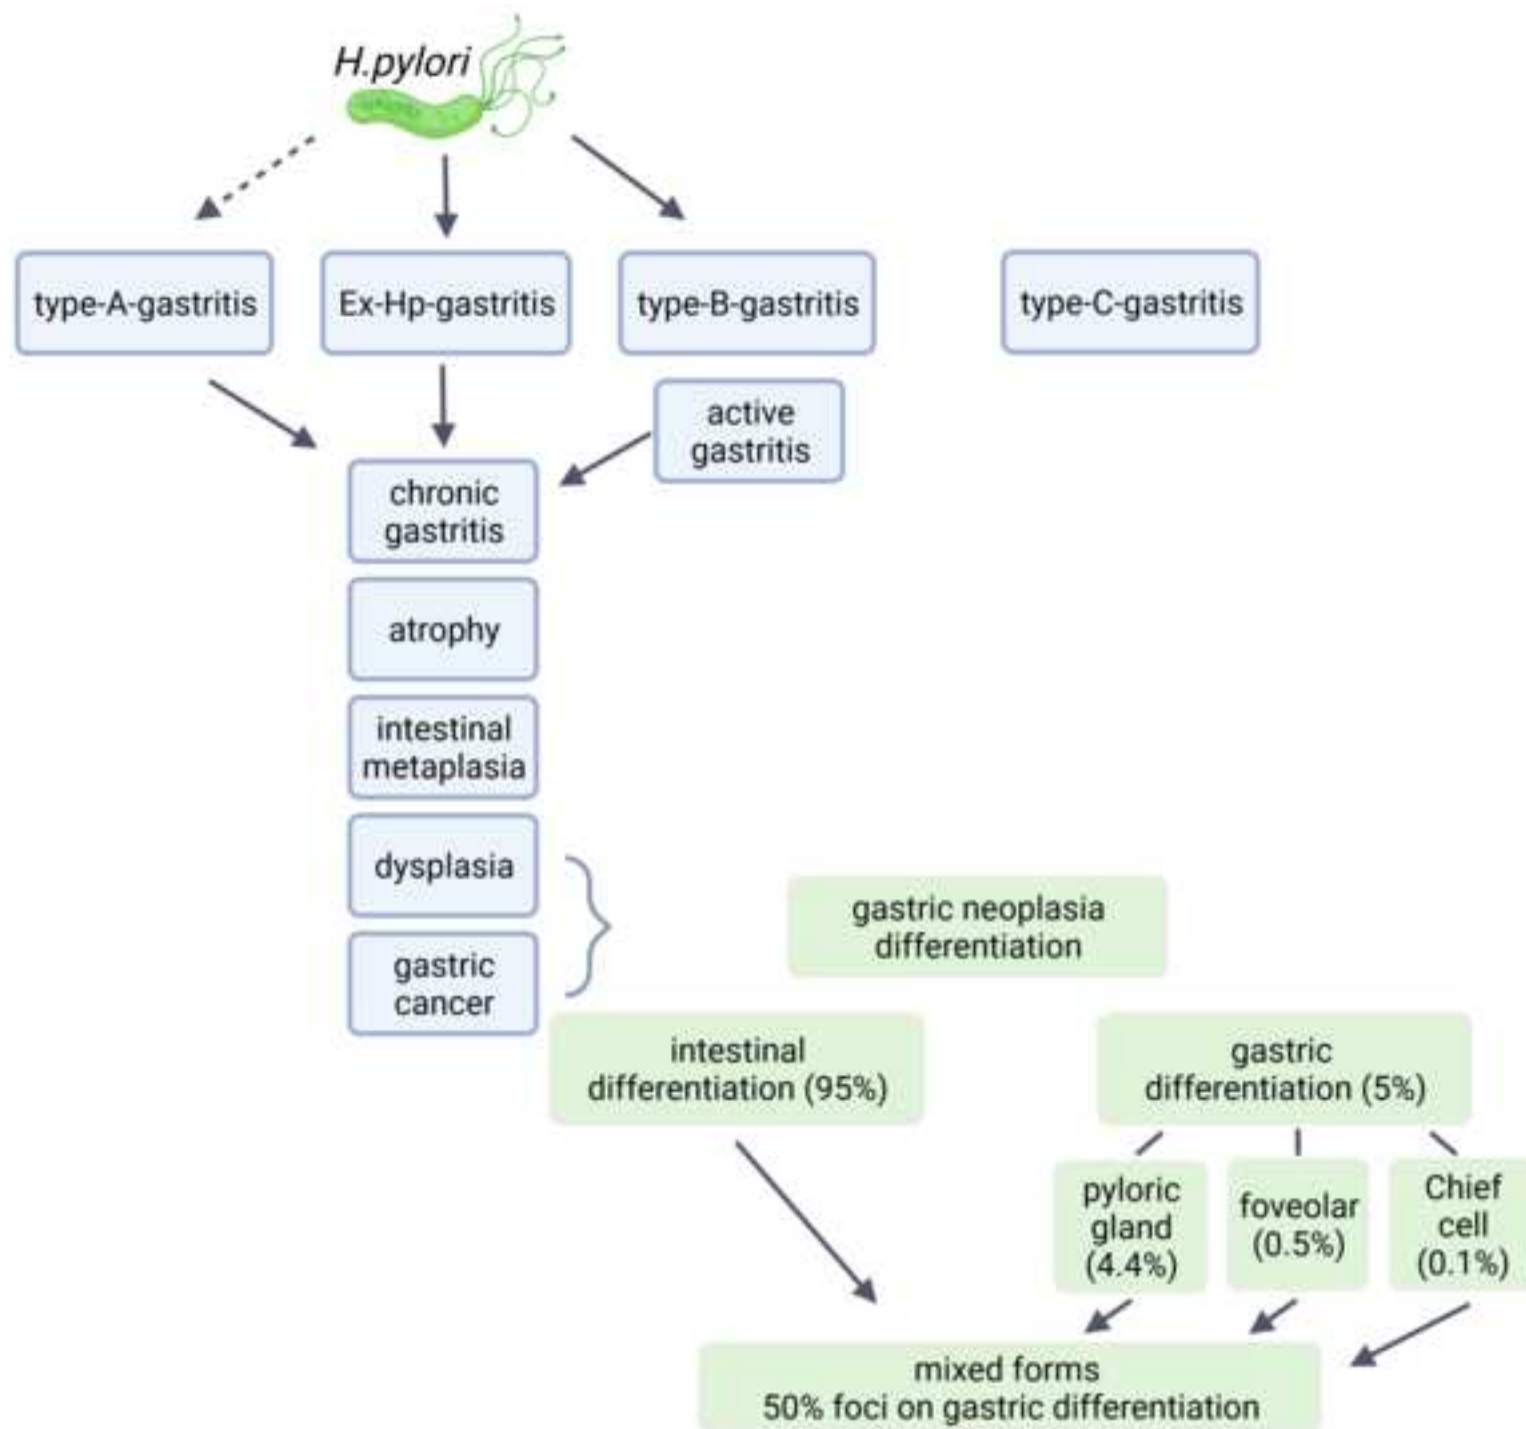 H.pylori
type-A-gastritis
Ex-Hp-gastritis
type-B-gastritis
type-C-gastritis
active
gastritis
chronic
gastritis
atrophy
intestinal
metaplasia
dysplasia
gastric
cancer
gastric neoplasia
differentiation
intestinal
differentiation (95%)
gastric
differentiation (5%)
pyloric
gland
(4.4%)
foveolar
(0.5%)
Chief
cell
(0.1%)
mixed forms
50% foci on gastric differentiation